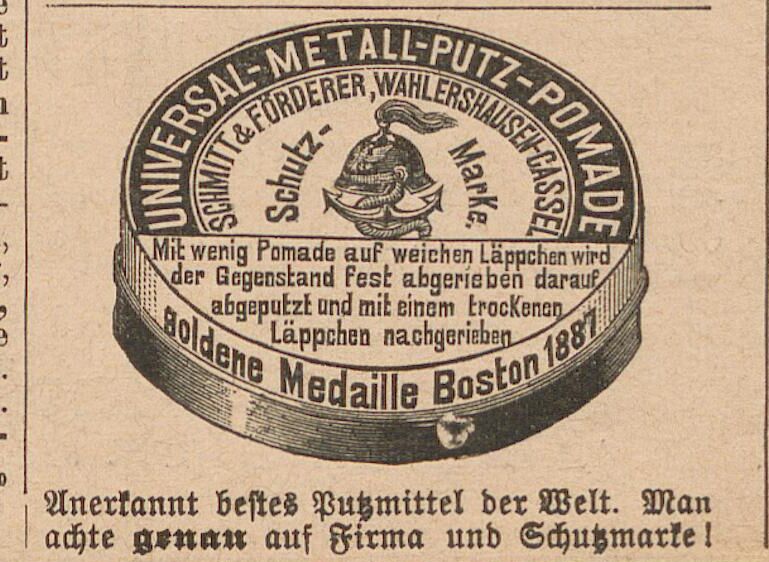 UNIVERSAL-METALL-PUTZ-POMADE
SCHMITT & FÖRDERER, WAHLERSHAUSEN-CASSEL
Schutz-Marke.
Mit wenig Pomade auf weichen Läppchen wird
der Gegenstand fest abgerieben darauf
abgeputzt und mit einem trockenen
Läppchen nachgerieben
goldene Medaille Boston 1887
Anerkannt beſtes Putzmittel der Welt. Man
achte genau auf Firma und Schutzmarke!